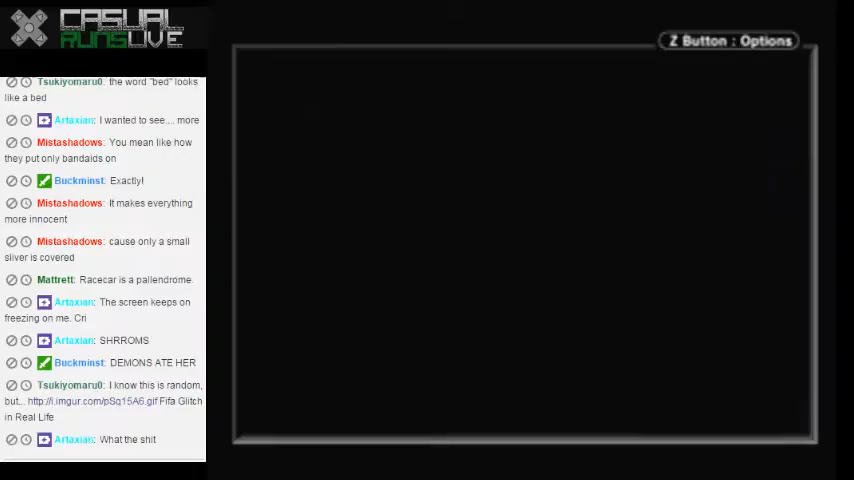 CASUAL
RUNSLIVE
Z Button : Options
Tsukiyomaru0: the word "bed" looks
like a bed
Artaxian: I wanted to see.... more
Mistashadows: You mean like how
they put only bandaids on
Buckminst: Exactly!
Mistashadows: It makes everything
more innocent
Mistashadows: cause only a small
sliver is covered
Mattrett: Racecar is a pallendrome.
Artaxian: The screen keeps on
freezing on me. Cri
Artaxian: SHRROMS
Buckminst: DEMONS ATE HER
Tsukiyomaru0: I know this is random,
but... http://i.imgur.com/pSq15A6.gif Fifa Glitch
in Real Life
Artaxian: What the shit